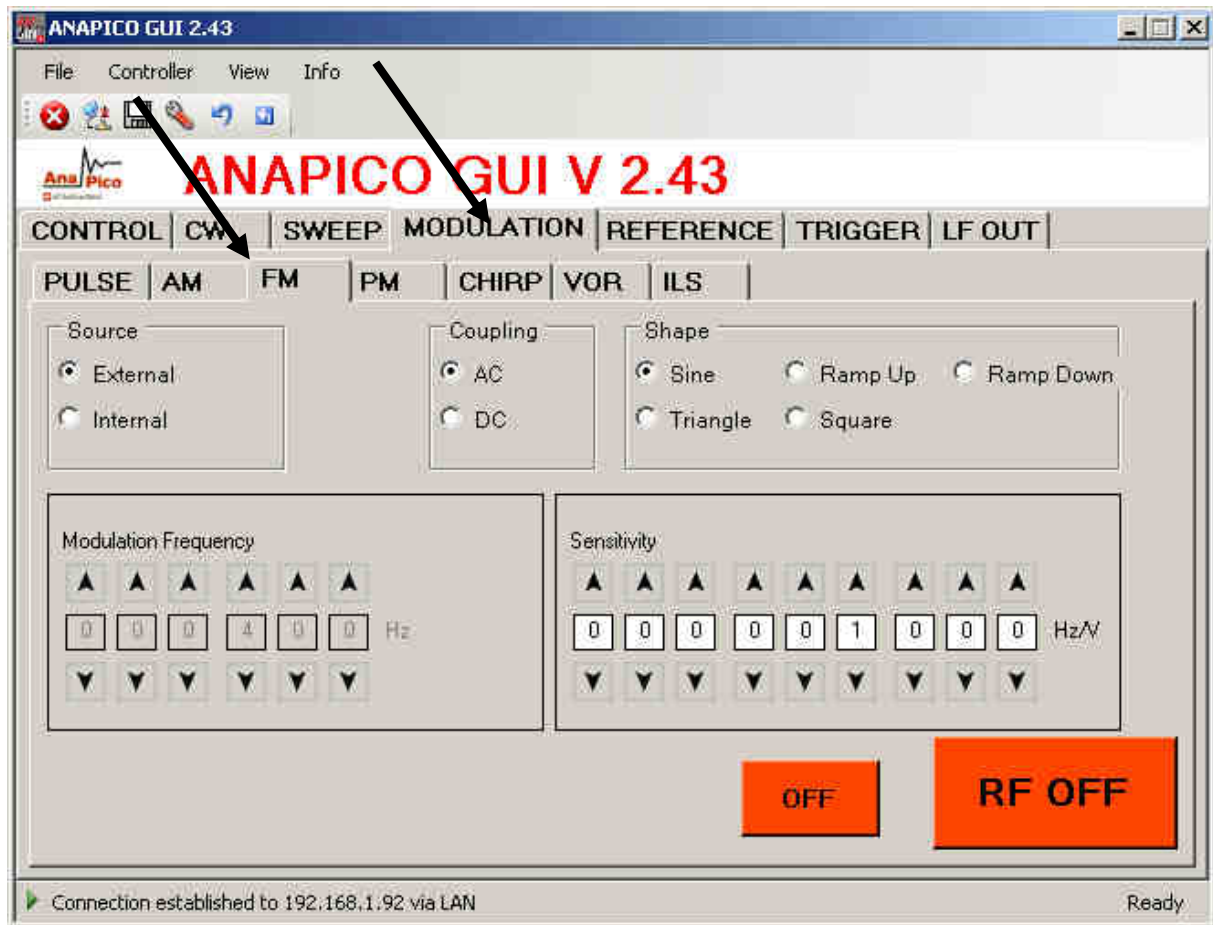 ANAPICO GUI 2.43
File Controller View Info
Ana Pico
ANAPICO GUI V 2.43
CONTROL CW SWEEP MODULATION REFERENCE TRIGGER LF OUT
PULSE AM FM PM CHIRP VOR ILS
Source Coupling Shape
External AC Sine Ramp Up Ramp Down
Internal DC Triangle Square
Modulation Frequency Sensitivity
0 0 0 4 0 0 Hz 0 0 0 0 0 1 0 0 0 Hz/V
OFF RF OFF
Connection established to 192.168.1.92 via LAN Ready